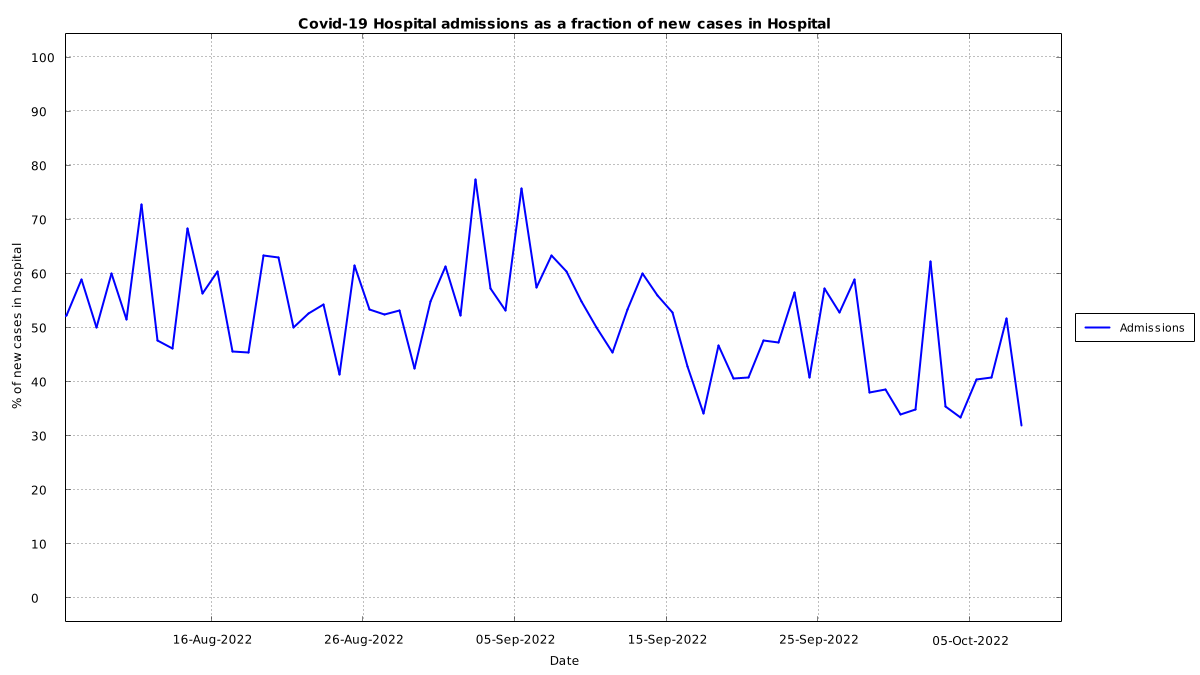 Covid-19 Hospital admissions as a fraction of new cases in Hospital
100
90
80
70
60
50
40
30
20
10
0
% of new cases in hospital
16-Aug-2022 26-Aug-2022 05-Sep-2022 15-Sep-2022 25-Sep-2022 05-Oct-2022
Date
Admissions